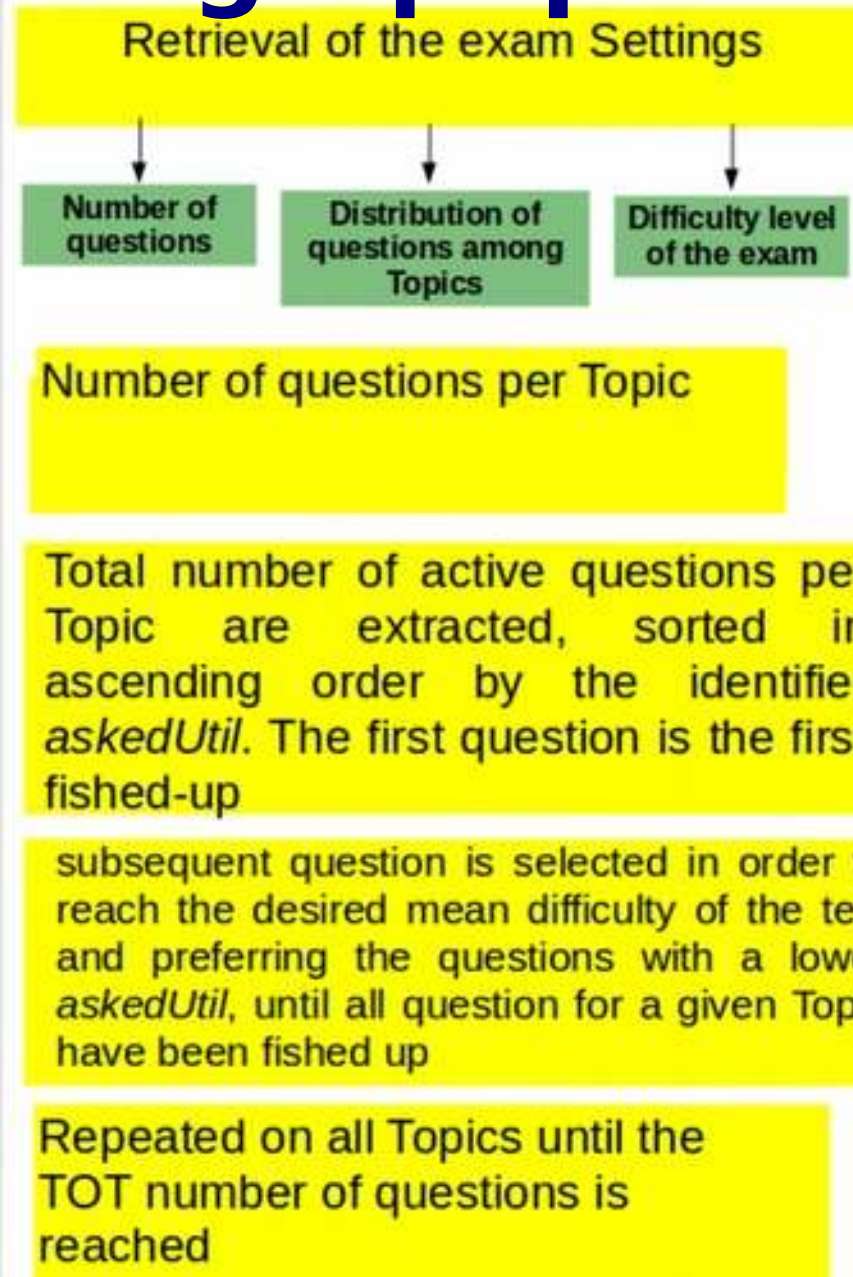 Retrieval of the exam Settings
Number of
questions
Distribution of
questions among
Topics
Difficulty level
of the exam
Number of questions per Topic
Total number of active questions pe
Topic are extracted, sorted in
ascending order by the identifie
askedUtil. The first question is the firs
fished-up
subsequent question is selected in order
reach the desired mean difficulty of the te
and preferring the questions with a low
askedUtil, until all question for a given Top
have been fished up
Repeated on all Topics until the
TOT number of questions is
reached